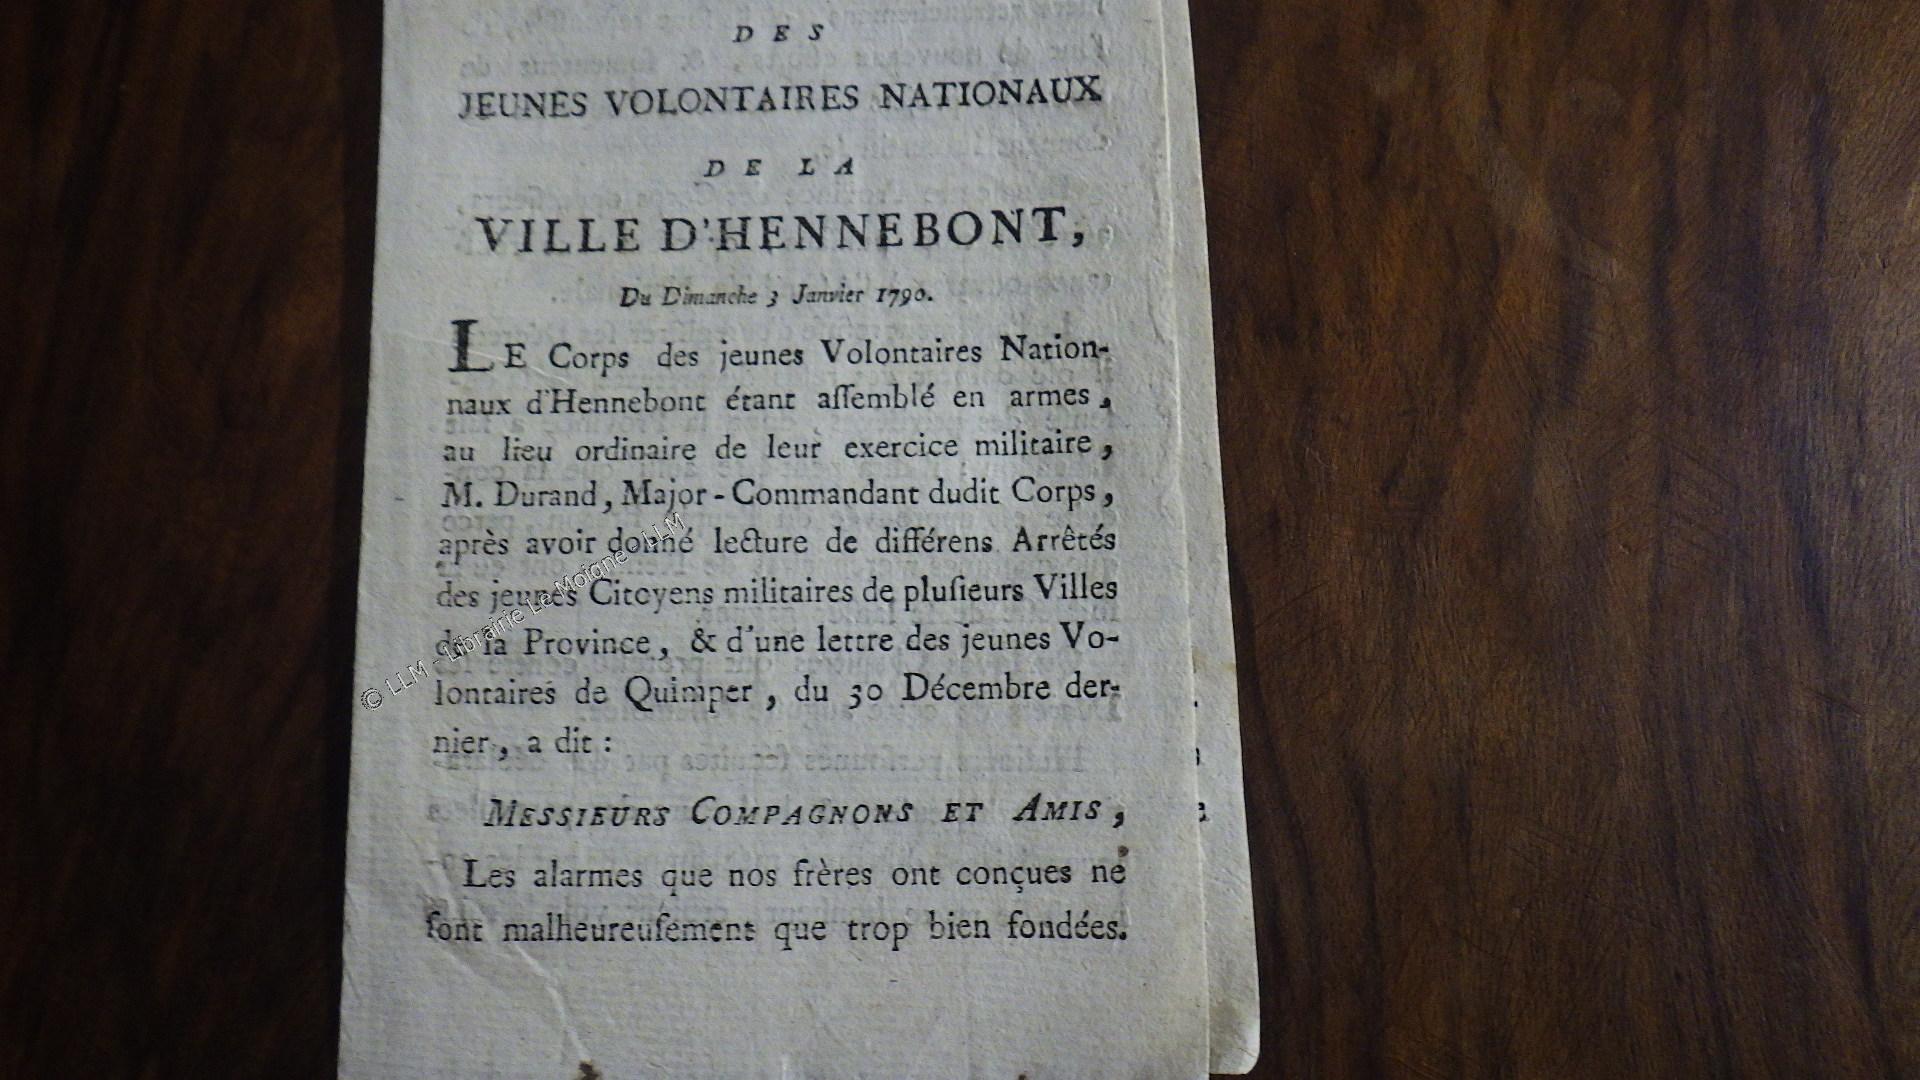 DES
JEUNES VOLONTAIRES NATIONAUX
DE LA
VILLE D'HENNEBONT,
Du Dimanche 3 Janvier 1790.
LE Corps des jeunes Volontaires Nation-
naux d'Hennebont étant aſſemblé en armes,
au lieu ordinaire de leur exercice militaire,
M. Durand, Major-Commandant dudit Corps,
après avoir donné lecture de différens Arrêtés
des jeunes Citoyens militaires de pluſieurs Villes
de la Province, & d'une lettre des jeunes Vo-
lontaires de Quimper, du 30 Décembre der-
nier, a dit :
MESSIEURS COMPAGNONS ET AMIS,
Les alarmes que nos frères ont conçues ne
ſont malheureuſement que trop bien fondées.
© LLM - Librairie Le Moigne - LLM